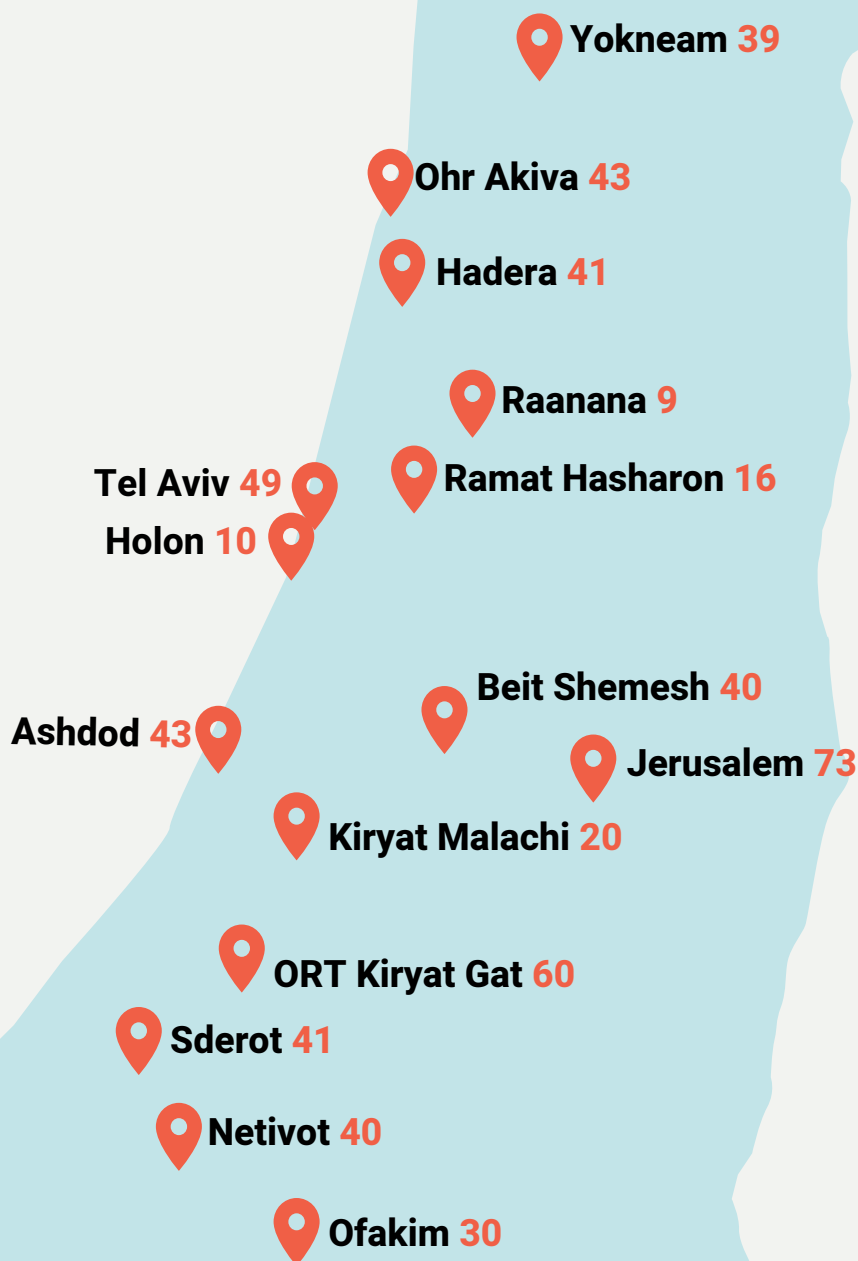 Yokneam 39
Ohr Akiva 43
Hadera 41
Raanana 9
Ramat Hasharon 16
Tel Aviv 49
Holon 10
Beit Shemesh 40
Ashdod 43
Jerusalem 73
Kiryat Malachi 20
ORT Kiryat Gat 60
Sderot 41
Netivot 40
Ofakim 30